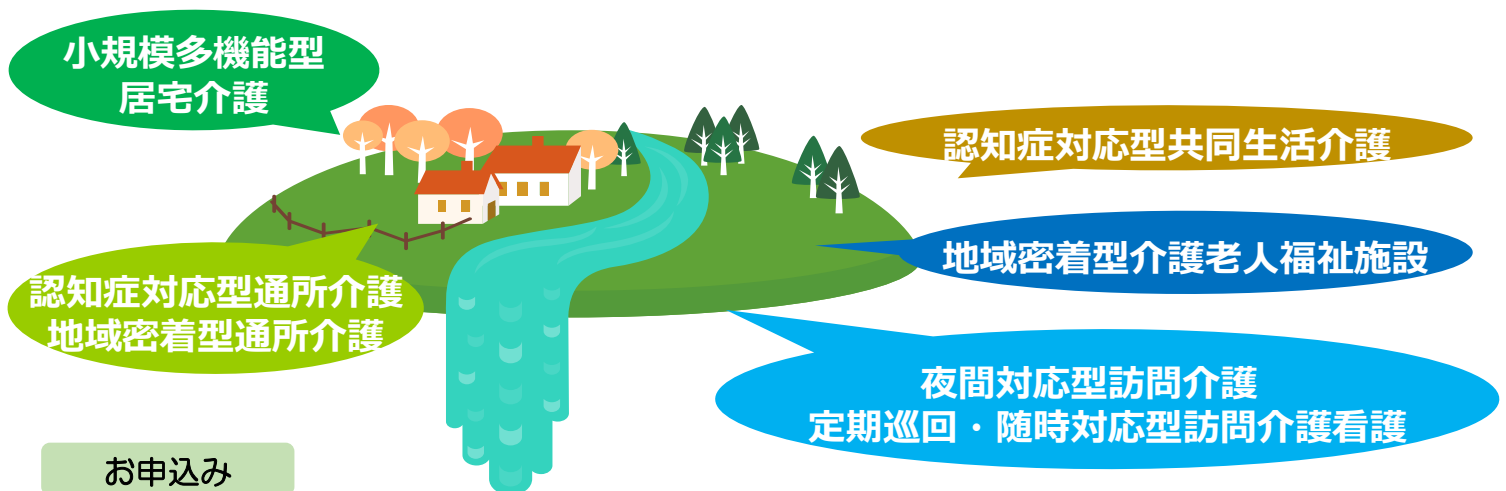 小規模多機能型
居宅介護
認知症対応型共同生活介護
地域密着型介護老人福祉施設
認知症対応型通所介護
地域密着型通所介護
夜間対応型訪問介護
定期巡回・随時対応型訪問介護看護
お申込み